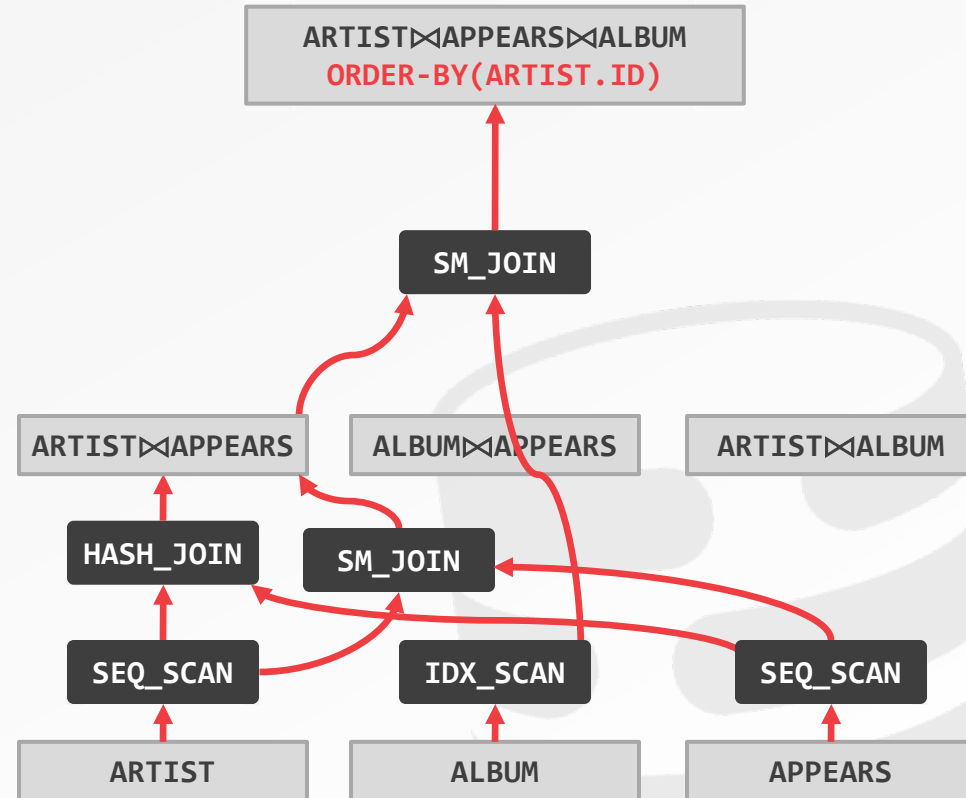 ARTIST⋈APPEARS⋈ALBUM
ORDER-BY(ARTIST.ID)
SM_JOIN
ARTIST⋈APPEARS
ALBUM⋈APPEARS
ARTIST⋈ALBUM
HASH_JOIN
SM_JOIN
SEQ_SCAN
IDX_SCAN
SEQ_SCAN
ARTIST
ALBUM
APPEARS